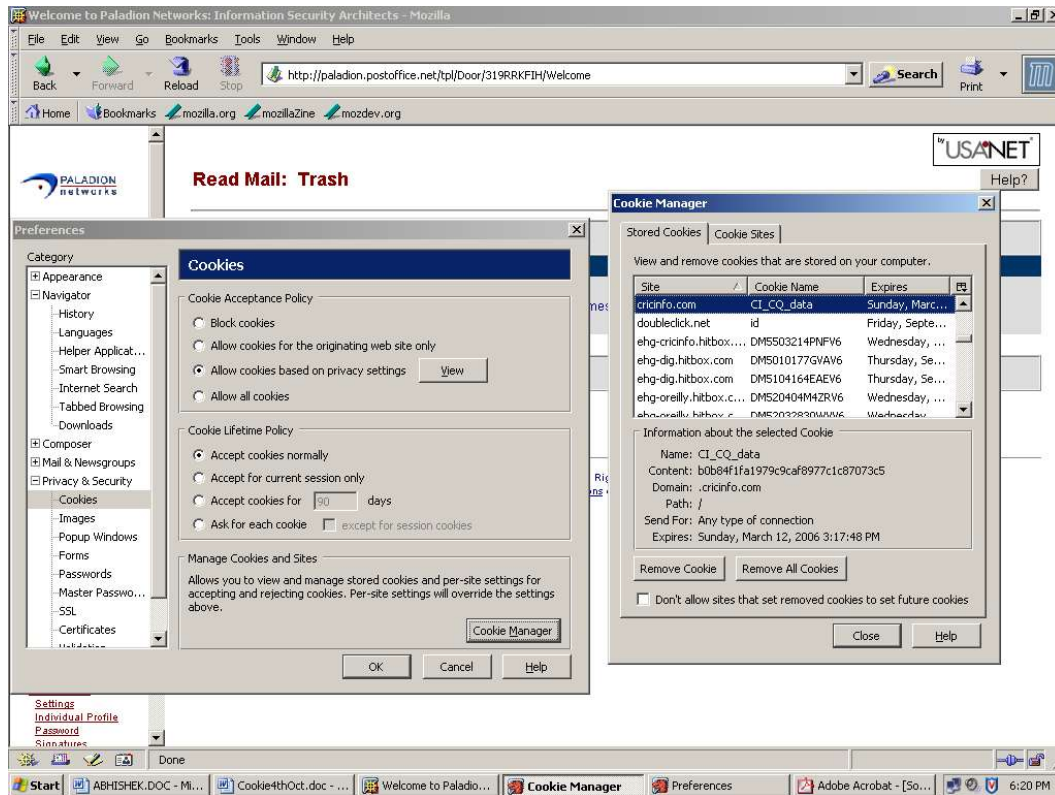 Welcome to Paladion Networks: Information Security Architects - Mozilla
File Edit View Go Bookmarks Tools Window Help
Back Forward Reload Stop http://paladion.postoffice.net/tpl/Door/319RRKFIH/Welcome Search Print
Home Bookmarks mozilla.org mozillaZine mozdev.org
PALADION networks
Read Mail: Trash
by USA.NET
Help?
Preferences
Category
Appearance
Navigator
History
Languages
Helper Applicat...
Smart Browsing
Internet Search
Tabbed Browsing
Downloads
Composer
Mail & Newsgroups
Privacy & Security
Cookies
Images
Popup Windows
Forms
Passwords
Master Passwo...
SSL
Certificates
Cookies
Cookie Acceptance Policy
Block cookies
Allow cookies for the originating web site only
Allow cookies based on privacy settings View
Allow all cookies
Cookie Lifetime Policy
Accept cookies normally
Accept for current session only
Accept cookies for 90 days
Ask for each cookie except for session cookies
Manage Cookies and Sites
Allows you to view and manage stored cookies and per-site settings for
accepting and rejecting cookies. Per-site settings will override the settings
above.
Cookie Manager
OK Cancel Help
Cookie Manager
Stored Cookies Cookie Sites
View and remove cookies that are stored on your computer.
Site Cookie Name Expires
cricinfo.com CI_CQ_data Sunday, Marc...
doubleclick.net id Friday, Septe...
ehg-cricinfo.hitbox.... DM5503214PNFV6 Wednesday, ...
ehg-dig.hitbox.com DM5010177GVAV6 Thursday, Se...
ehg-dig.hitbox.com DM5104164EAEV6 Thursday, Se...
ehg-oreilly.hitbox.c... DM520404M4ZRV6 Wednesday, ...
Information about the selected Cookie
Name: CI_CQ_data
Content: b0b84f1fa1979c9caf8977c1c87073c5
Domain: .cricinfo.com
Path: /
Send For: Any type of connection
Expires: Sunday, March 12, 2006 3:17:48 PM
Remove Cookie Remove All Cookies
Don't allow sites that set removed cookies to set future cookies
Close Help
Settings
Individual Profile
Password
Signatures
Done
Start ABHISHEK.DOC - Mi... Cookie4thOct.doc - ... Welcome to Paladio... Cookie Manager Preferences Adobe Acrobat - [So... 6:20 PM